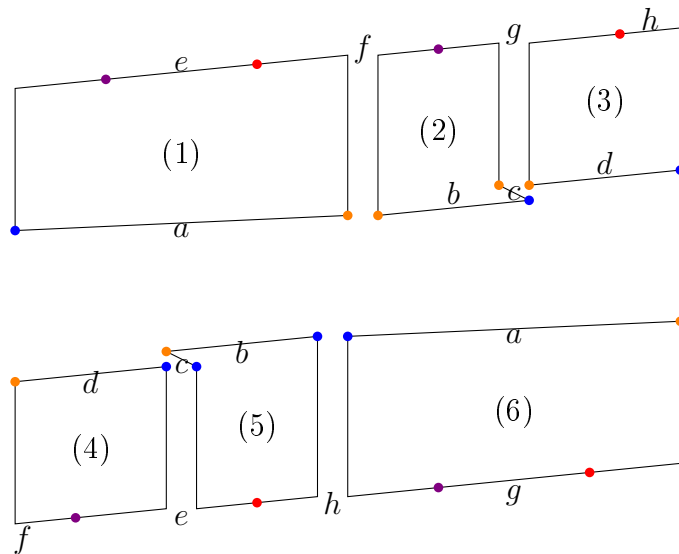 e f g h
(1) (2) (3)
a b c d
d c b a
(4) (5) (6)
f e h g